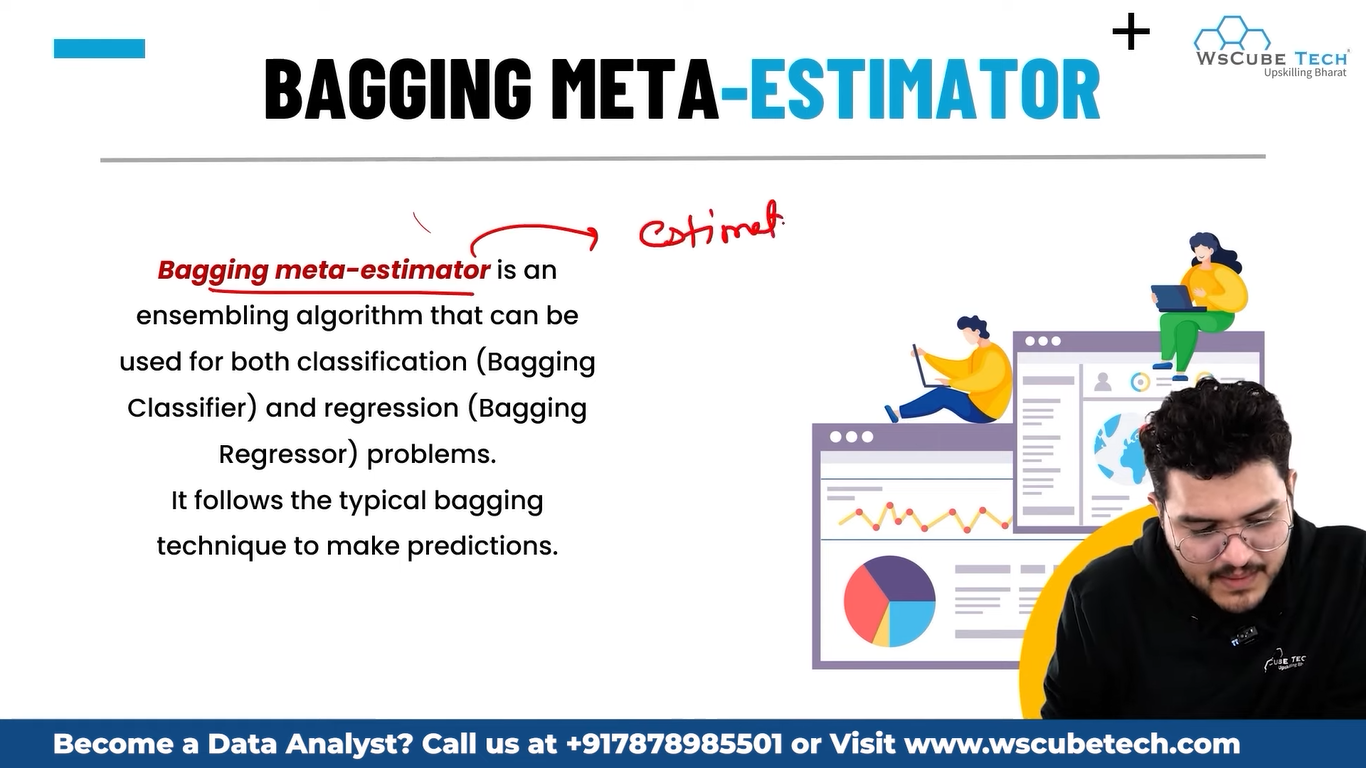 BAGGING META-ESTIMATOR
WsCube Tech
Upskilling Bharat
estimat
Bagging meta-estimator is an
ensembling algorithm that can be
used for both classification (Bagging
Classifier) and regression (Bagging
Regressor) problems.
It follows the typical bagging
technique to make predictions.
Become a Data Analyst? Call us at +917878985501 or Visit www.wscubetech.com